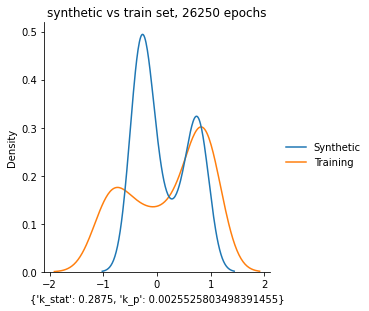 synthetic vs train set, 26250 epochs
0.5
0.4
0.3
0.2
0.1
0.0
Density
Synthetic
Training
−2 −1 0 1 2
{'k_stat': 0.2875, 'k_p': 0.0025525803498391455}